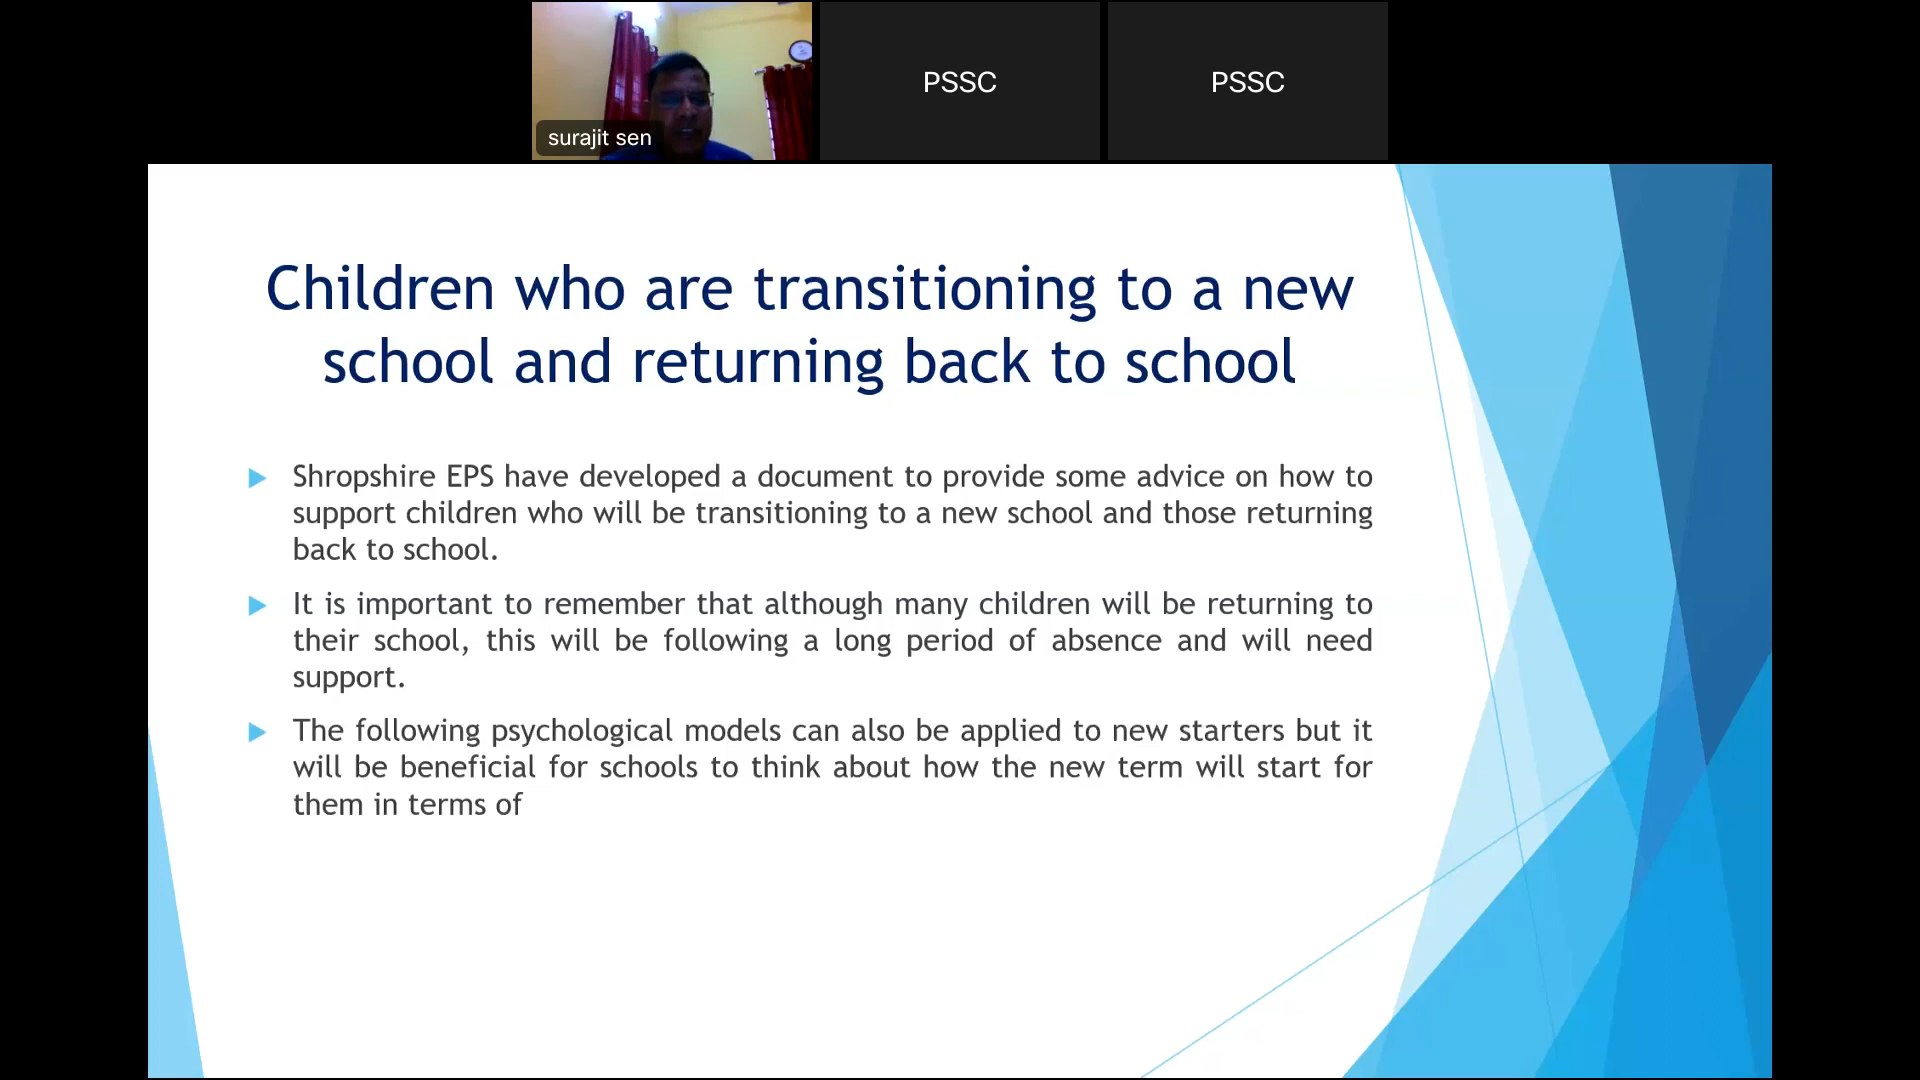 surajit sen
PSSC
PSSC
Children who are transitioning to a new
school and returning back to school
Shropshire EPS have developed a document to provide some advice on how to
support children who will be transitioning to a new school and those returning
back to school.
It is important to remember that although many children will be returning to
their school, this will be following a long period of absence and will need
support.
The following psychological models can also be applied to new starters but it
will be beneficial for schools to think about how the new term will start for
them in terms of